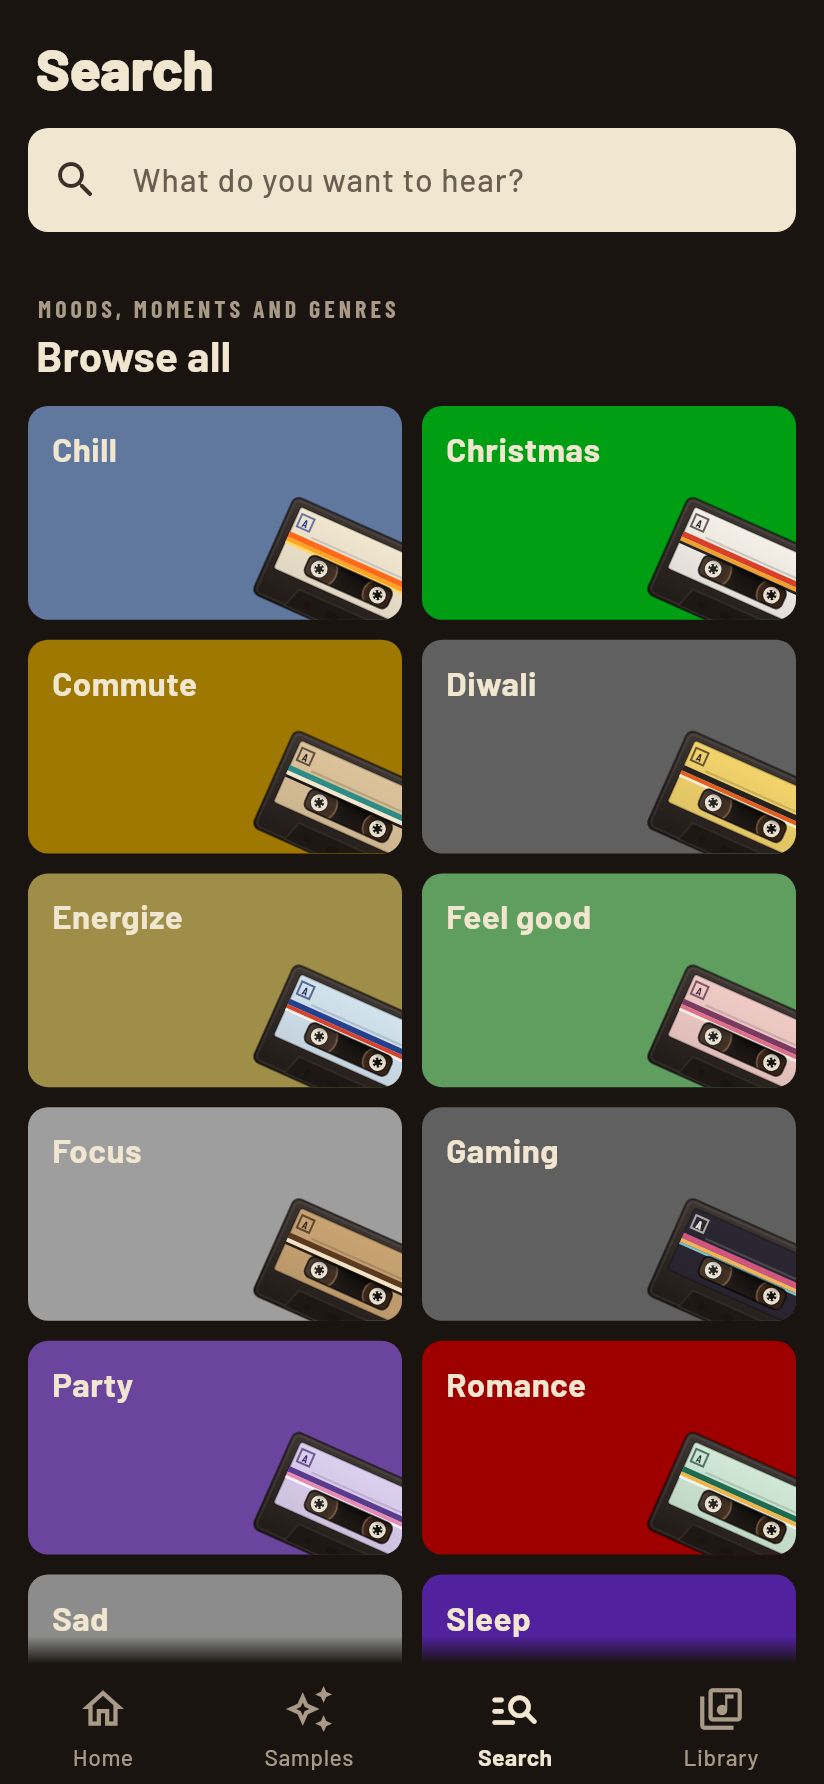 Search
What do you want to hear?
MOODS, MOMENTS AND GENRES
Browse all
Chill
A
Christmas
A
Commute
A
Diwali
A
Energize
A
Feel good
A
Focus
A
Gaming
A
Party
A
Romance
A
Sad
Sleep
Home
Samples
Search
Library